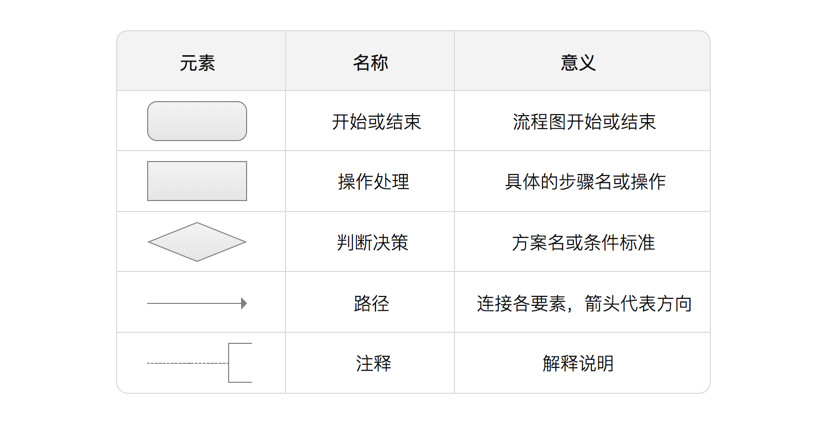 元素 名称 意义
开始或结束 流程图开始或结束
操作处理 具体的步骤名或操作
判断决策 方案名或条件标准
路径 连接各要素，箭头代表方向
注释 解释说明